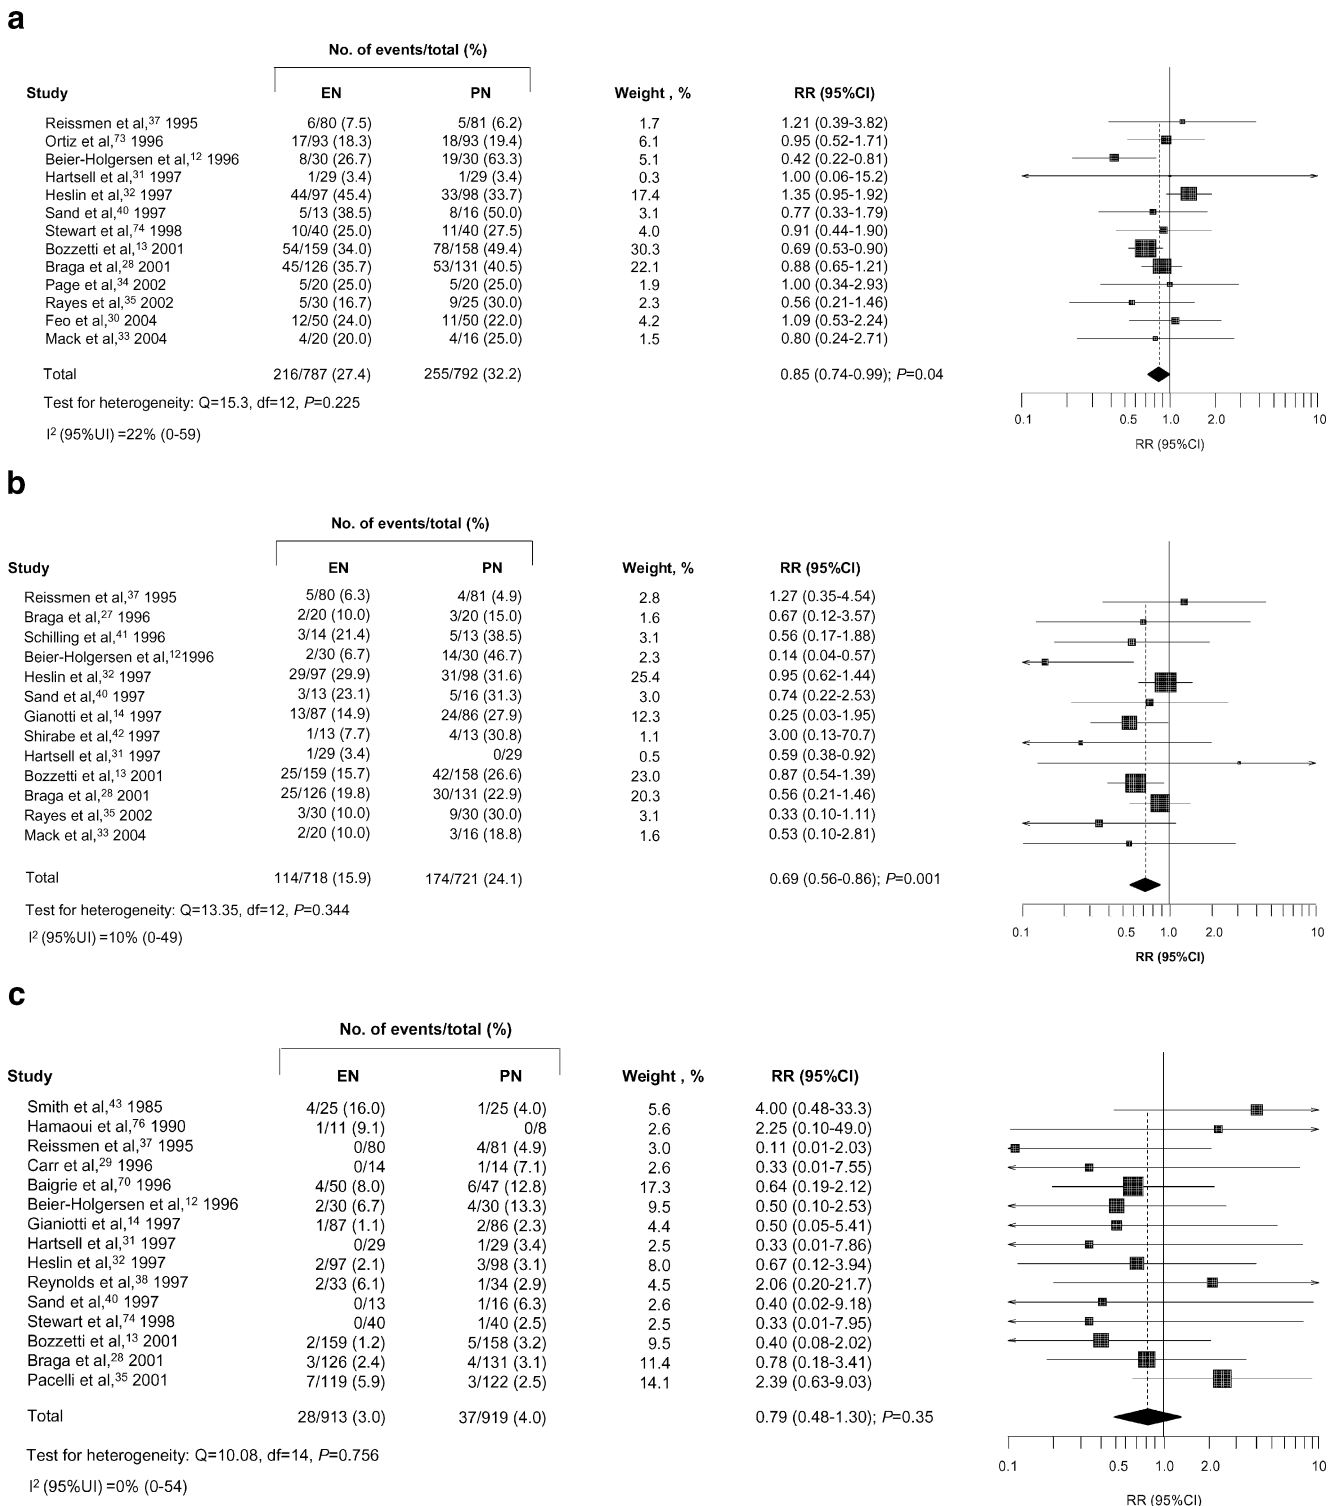 a
No. of events/total (%)
Study EN PN Weight , % RR (95%CI)
Reissmen et al,37 1995 6/80 (7.5) 5/81 (6.2) 1.7 1.21 (0.39-3.82)
Ortiz et al,73 1996 17/93 (18.3) 18/93 (19.4) 6.1 0.95 (0.52-1.71)
Beier-Holgersen et al,12 1996 8/30 (26.7) 19/30 (63.3) 5.1 0.42 (0.22-0.81)
Hartsell et al,31 1997 1/29 (3.4) 1/29 (3.4) 0.3 1.00 (0.06-15.2)
Heslin et al,32 1997 44/97 (45.4) 33/98 (33.7) 17.4 1.35 (0.95-1.92)
Sand et al,40 1997 5/13 (38.5) 8/16 (50.0) 3.1 0.77 (0.33-1.79)
Stewart et al,74 1998 10/40 (25.0) 11/40 (27.5) 4.0 0.91 (0.44-1.90)
Bozzetti et al,13 2001 54/159 (34.0) 78/158 (49.4) 30.3 0.69 (0.53-0.90)
Braga et al,28 2001 45/126 (35.7) 53/131 (40.5) 22.1 0.88 (0.65-1.21)
Page et al,34 2002 5/20 (25.0) 5/20 (25.0) 1.9 1.00 (0.34-2.93)
Rayes et al,35 2002 5/30 (16.7) 9/25 (30.0) 2.3 0.56 (0.21-1.46)
Feo et al,30 2004 12/50 (24.0) 11/50 (22.0) 4.2 1.09 (0.53-2.24)
Mack et al,33 2004 4/20 (20.0) 4/16 (25.0) 1.5 0.80 (0.24-2.71)
Total 216/787 (27.4) 255/792 (32.2) 0.85 (0.74-0.99); P=0.04
Test for heterogeneity: Q=15.3, df=12, P=0.225
I2 (95%UI) =22% (0-59)
0.1 0.5 1.0 2.0 10
RR (95%CI)
b
No. of events/total (%)
Study EN PN Weight, % RR (95%CI)
Reissmen et al,37 1995 5/80 (6.3) 4/81 (4.9) 2.8 1.27 (0.35-4.54)
Braga et al,27 1996 2/20 (10.0) 3/20 (15.0) 1.6 0.67 (0.12-3.57)
Schilling et al,41 1996 3/14 (21.4) 5/13 (38.5) 3.1 0.56 (0.17-1.88)
Beier-Holgersen et al,121996 2/30 (6.7) 14/30 (46.7) 2.3 0.14 (0.04-0.57)
Heslin et al,32 1997 29/97 (29.9) 31/98 (31.6) 25.4 0.95 (0.62-1.44)
Sand et al,40 1997 3/13 (23.1) 5/16 (31.3) 3.0 0.74 (0.22-2.53)
Gianotti et al,14 1997 13/87 (14.9) 24/86 (27.9) 12.3 0.25 (0.03-1.95)
Shirabe et al,42 1997 1/13 (7.7) 4/13 (30.8) 1.1 3.00 (0.13-70.7)
Hartsell et al,31 1997 1/29 (3.4) 0/29 0.5 0.59 (0.38-0.92)
Bozzetti et al,13 2001 25/159 (15.7) 42/158 (26.6) 23.0 0.87 (0.54-1.39)
Braga et al,28 2001 25/126 (19.8) 30/131 (22.9) 20.3 0.56 (0.21-1.46)
Rayes et al,35 2002 3/30 (10.0) 9/30 (30.0) 3.1 0.33 (0.10-1.11)
Mack et al,33 2004 2/20 (10.0) 3/16 (18.8) 1.6 0.53 (0.10-2.81)
Total 114/718 (15.9) 174/721 (24.1) 0.69 (0.56-0.86); P=0.001
Test for heterogeneity: Q=13.35, df=12, P=0.344
I2 (95%UI) =10% (0-49)
0.1 0.5 1.0 2.0 10
RR (95%CI)
c
No. of events/total (%)
Study EN PN Weight , % RR (95%CI)
Smith et al,43 1985 4/25 (16.0) 1/25 (4.0) 5.6 4.00 (0.48-33.3)
Hamaoui et al,76 1990 1/11 (9.1) 0/8 2.6 2.25 (0.10-49.0)
Reissmen et al,37 1995 0/80 4/81 (4.9) 3.0 0.11 (0.01-2.03)
Carr et al,29 1996 0/14 1/14 (7.1) 2.6 0.33 (0.01-7.55)
Baigrie et al,70 1996 4/50 (8.0) 6/47 (12.8) 17.3 0.64 (0.19-2.12)
Beier-Holgersen et al,12 1996 2/30 (6.7) 4/30 (13.3) 9.5 0.50 (0.10-2.53)
Gianiotti et al,14 1997 1/87 (1.1) 2/86 (2.3) 4.4 0.50 (0.05-5.41)
Hartsell et al,31 1997 0/29 1/29 (3.4) 2.5 0.33 (0.01-7.86)
Heslin et al,32 1997 2/97 (2.1) 3/98 (3.1) 8.0 0.67 (0.12-3.94)
Reynolds et al,38 1997 2/33 (6.1) 1/34 (2.9) 4.5 2.06 (0.20-21.7)
Sand et al,40 1997 0/13 1/16 (6.3) 2.6 0.40 (0.02-9.18)
Stewart et al,74 1998 0/40 1/40 (2.5) 2.5 0.33 (0.01-7.95)
Bozzetti et al,13 2001 2/159 (1.2) 5/158 (3.2) 9.5 0.40 (0.08-2.02)
Braga et al,28 2001 3/126 (2.4) 4/131 (3.1) 11.4 0.78 (0.18-3.41)
Pacelli et al,35 2001 7/119 (5.9) 3/122 (2.5) 14.1 2.39 (0.63-9.03)
Total 28/913 (3.0) 37/919 (4.0) 0.79 (0.48-1.30); P=0.35
Test for heterogeneity: Q=10.08, df=14, P=0.756
I2 (95%UI) =0% (0-54)
0.1 0.5 1.0 2.0 10
RR (95%CI)